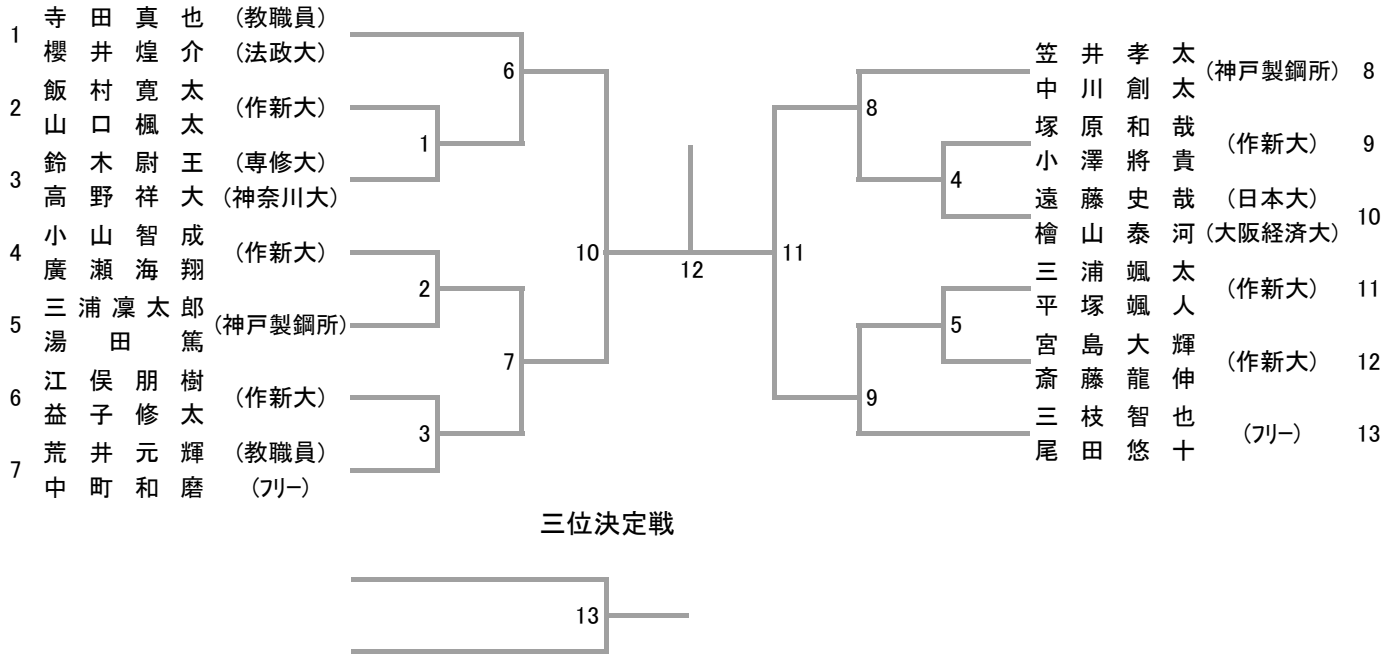 1 寺田真也 (教職員)
櫻井煌介 (法政大)
2 飯村寛太 (作新大)
山口楓太
3 鈴木尉王 (専修大)
高野祥大 (神奈川大)
4 小山智成 (作新大)
廣瀬海翔
5 三浦凜太郎 (神戸製鋼所)
湯田篤
6 江俣朋樹 (作新大)
益子修太
7 荒井元輝 (教職員)
中町和磨 (フリー)
6
1
2
7
3
10
12
11
8
4
5
9
笠井孝太 (神戸製鋼所) 8
中川創太
塚原和哉 (作新大) 9
小澤將貴
遠藤史哉 (日本大) 10
檜山泰河 (大阪経済大)
三浦颯太 (作新大) 11
平塚颯人
宮島大輝 (作新大) 12
斎藤龍伸
三枝智也 (フリー) 13
尾田悠十
三位決定戦
13